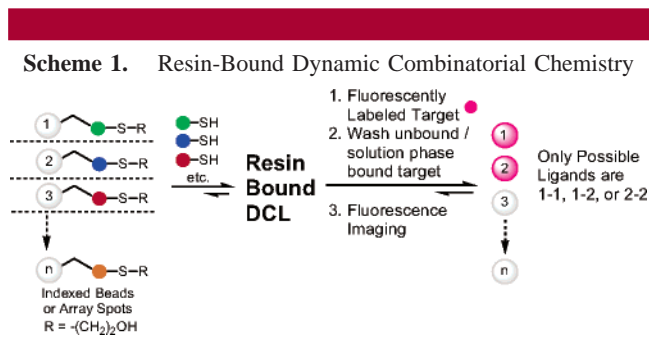 Scheme 1. Resin-Bound Dynamic Combinatorial Chemistry
1
S-R
2
S-R
3
S-R
n
S-R
Indexed Beads
or Array Spots
R = -(CH2)2OH
-SH
-SH
-SH
etc.
Resin
Bound
DCL
1. Fluorescently
Labeled Target
2. Wash unbound /
solution phase
bound target
3. Fluorescence
Imaging
1
2
3
n
Only Possible
Ligands are
1-1, 1-2, or 2-2